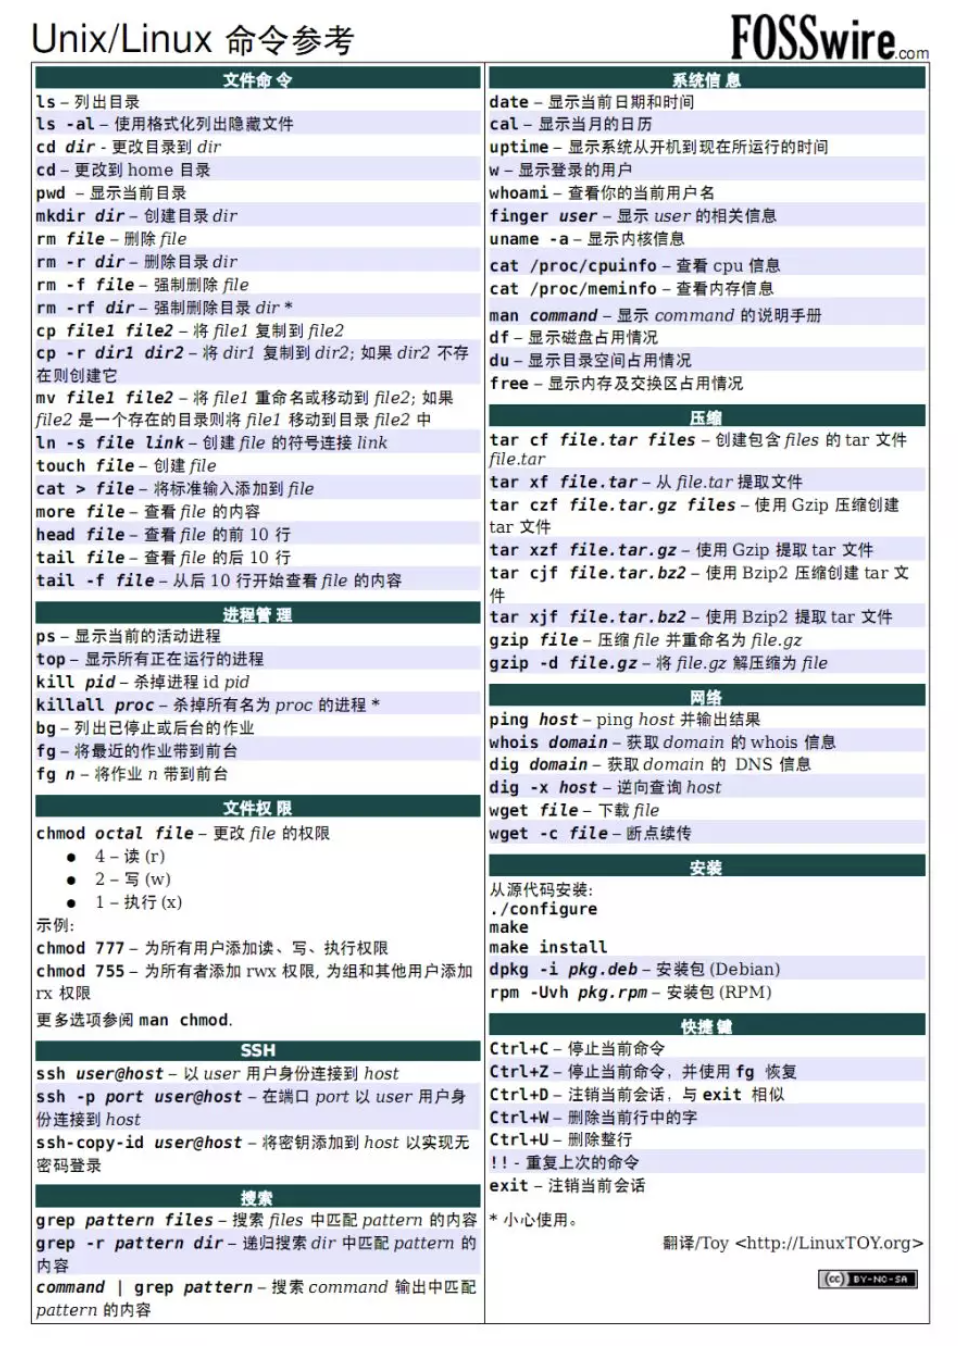 Unix/Linux 命令参考
FOSSwire.com
文件命令
ls – 列出目录
ls -al – 使用格式化列出隐藏文件
cd dir - 更改目录到 dir
cd – 更改到 home 目录
pwd – 显示当前目录
mkdir dir – 创建目录 dir
rm file – 删除 file
rm -r dir – 删除目录 dir
rm -f file – 强制删除 file
rm -rf dir – 强制删除目录 dir *
cp file1 file2 – 将 file1 复制到 file2
cp -r dir1 dir2 – 将 dir1 复制到 dir2; 如果 dir2 不存
在则创建它
mv file1 file2 – 将 file1 重命名或移动到 file2; 如果
file2 是一个存在的目录则将 file1 移动到目录 file2 中
ln -s file link – 创建 file 的符号连接 link
touch file – 创建 file
cat > file – 将标准输入添加到 file
more file – 查看 file 的内容
head file – 查看 file 的前 10 行
tail file – 查看 file 的后 10 行
tail -f file – 从后 10 行开始查看 file 的内容
进程管理
ps – 显示当前的活动进程
top – 显示所有正在运行的进程
kill pid – 杀掉进程 id pid
killall proc – 杀掉所有名为 proc 的进程 *
bg – 列出已停止或后台的作业
fg – 将最近的作业带到前台
fg n – 将作业 n 带到前台
文件权限
chmod octal file – 更改 file 的权限
● 4 – 读 (r)
● 2 – 写 (w)
● 1 – 执行 (x)
示例:
chmod 777 – 为所有用户添加读、写、执行权限
chmod 755 – 为所有者添加 rwx 权限, 为组和其他用户添加
rx 权限
更多选项参阅 man chmod.
SSH
ssh user@host – 以 user 用户身份连接到 host
ssh -p port user@host – 在端口 port 以 user 用户身
份连接到 host
ssh-copy-id user@host – 将密钥添加到 host 以实现无
密码登录
搜索
grep pattern files – 搜索 files 中匹配 pattern 的内容
grep -r pattern dir – 递归搜索 dir 中匹配 pattern 的
内容
command | grep pattern – 搜索 command 输出中匹配
pattern 的内容
系统信息
date – 显示当前日期和时间
cal – 显示当月的日历
uptime – 显示系统从开机到现在所运行的时间
w – 显示登录的用户
whoami – 查看你的当前用户名
finger user – 显示 user 的相关信息
uname -a – 显示内核信息
cat /proc/cpuinfo – 查看 cpu 信息
cat /proc/meminfo – 查看内存信息
man command – 显示 command 的说明手册
df – 显示磁盘占用情况
du – 显示目录空间占用情况
free – 显示内存及交换区占用情况
压缩
tar cf file.tar files – 创建包含 files 的 tar 文件
file.tar
tar xf file.tar – 从 file.tar 提取文件
tar czf file.tar.gz files – 使用 Gzip 压缩创建
tar 文件
tar xzf file.tar.gz – 使用 Gzip 提取 tar 文件
tar cjf file.tar.bz2 – 使用 Bzip2 压缩创建 tar 文
件
tar xjf file.tar.bz2 – 使用 Bzip2 提取 tar 文件
gzip file – 压缩 file 并重命名为 file.gz
gzip -d file.gz – 将 file.gz 解压缩为 file
网络
ping host – ping host 并输出结果
whois domain – 获取 domain 的 whois 信息
dig domain – 获取 domain 的 DNS 信息
dig -x host – 逆向查询 host
wget file – 下载 file
wget -c file – 断点续传
安装
从源代码安装:
./configure
make
make install
dpkg -i pkg.deb – 安装包 (Debian)
rpm -Uvh pkg.rpm – 安装包 (RPM)
快捷键
Ctrl+C – 停止当前命令
Ctrl+Z – 停止当前命令，并使用 fg 恢复
Ctrl+D – 注销当前会话，与 exit 相似
Ctrl+W – 删除当前行中的字
Ctrl+U – 删除整行
!! - 重复上次的命令
exit – 注销当前会话
* 小心使用。
翻译/Toy <http://LinuxTOY.org>
(cc) BY-NC-SA